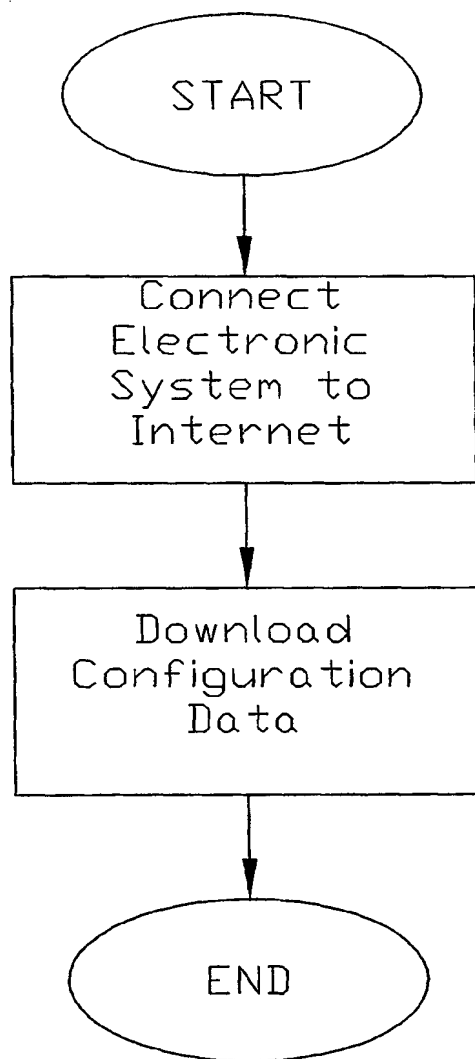 START
Connect
Electronic
System to
Internet
Download
Configuration
Data
END